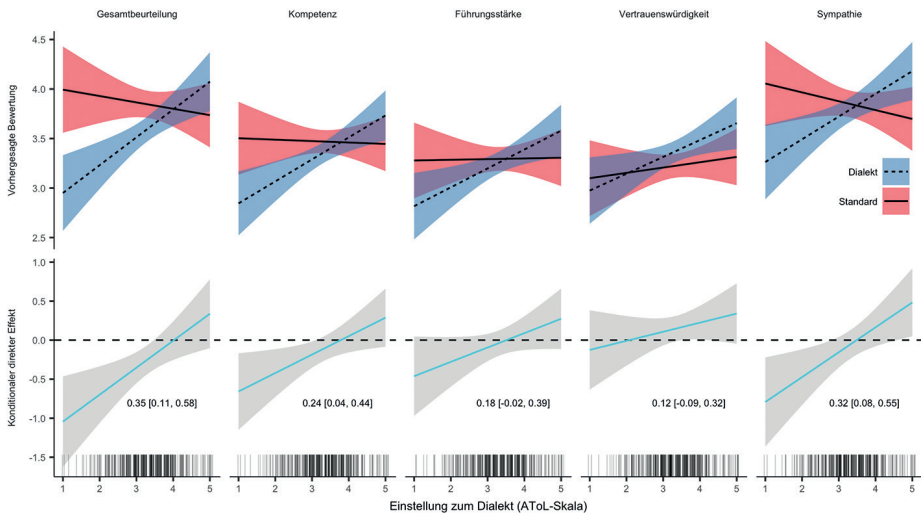 Gesamtbeurteilung Kompetenz Führungsstärke Vertrauenswürdigkeit Sympathie
Vorhergesagte Bewertung
4.5
4.0
3.5
3.0
2.5
Dialekt
Standard
Konditionaler direkter Effekt
1.0
0.5
0.0
-0.5
-1.0
-1.5
0.35 [0.11, 0.58] 0.24 [0.04, 0.44] 0.18 [-0.02, 0.39] 0.12 [-0.09, 0.32] 0.32 [0.08, 0.55]
1 2 3 4 5 1 2 3 4 5 1 2 3 4 5 1 2 3 4 5 1 2 3 4 5
Einstellung zum Dialekt (AToL-Skala)